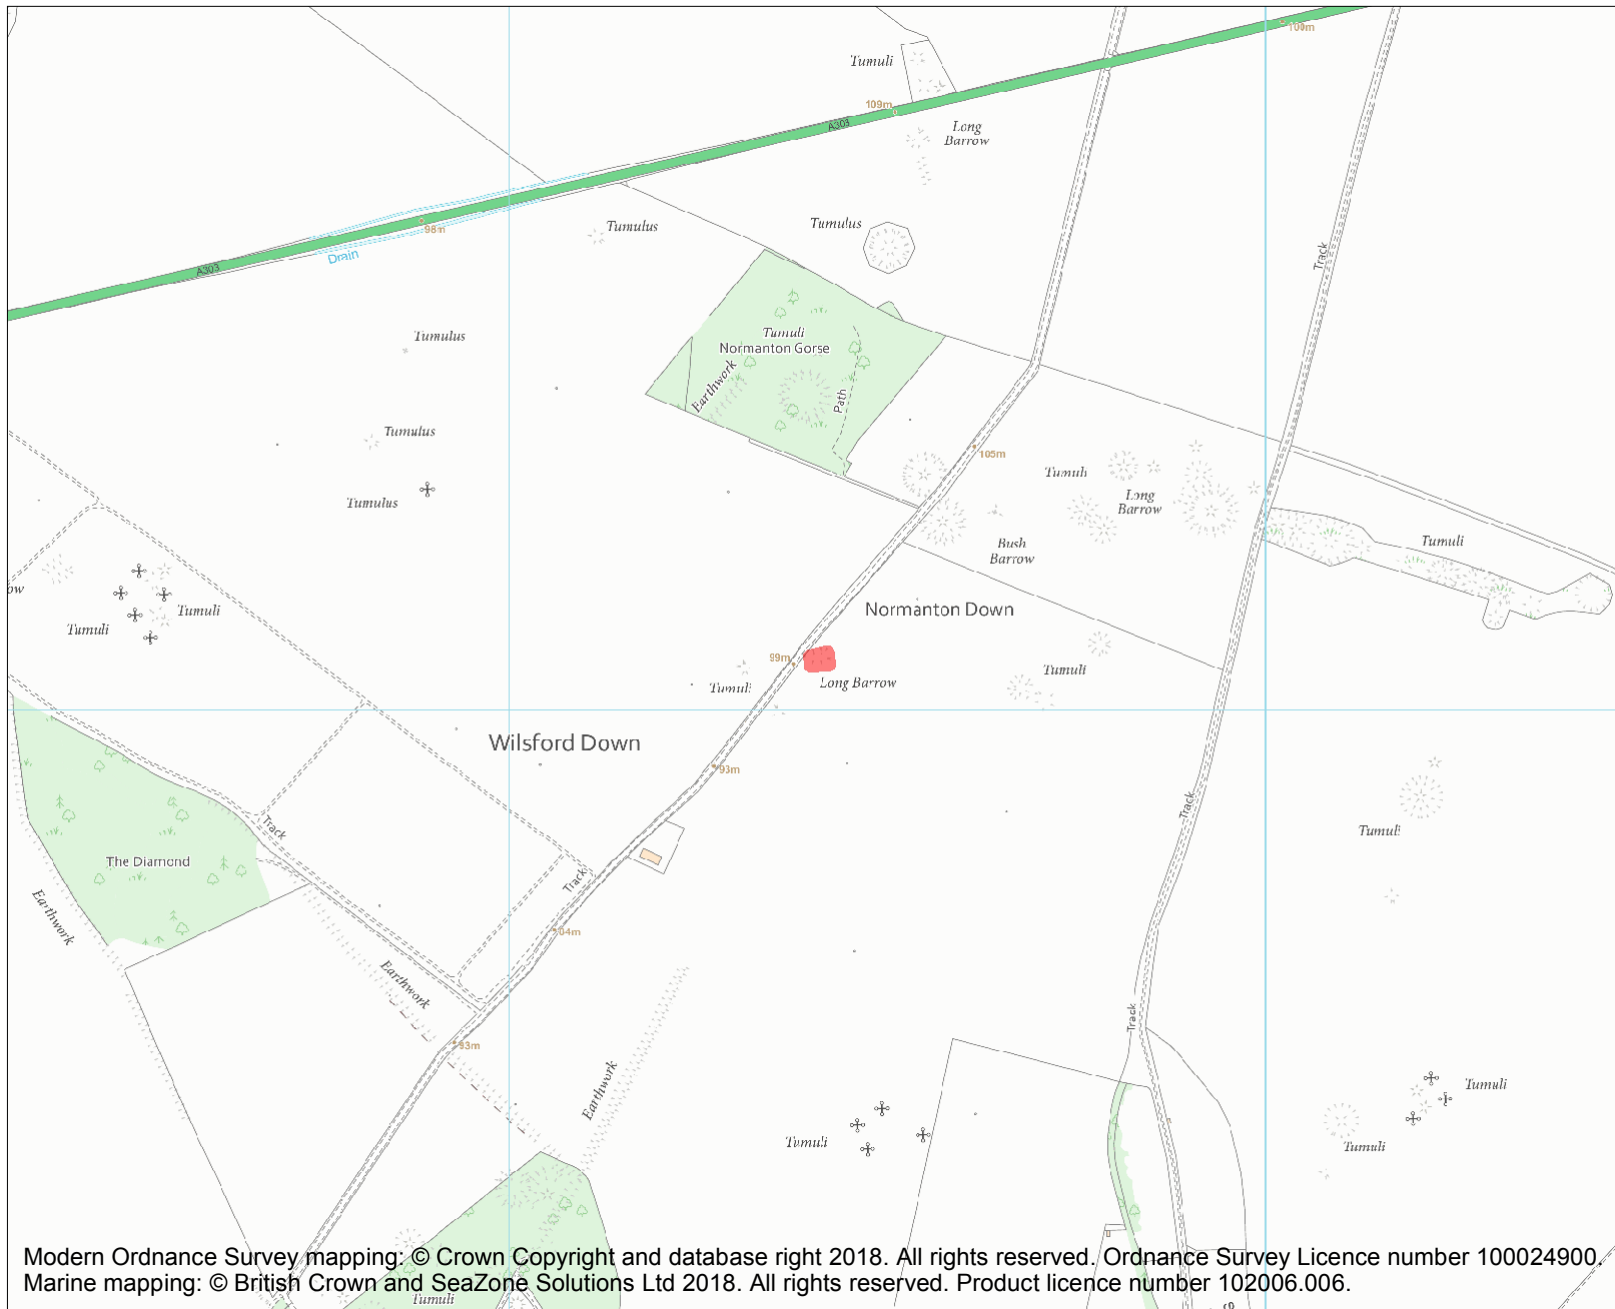 100m
Tumuli
109m
A303
Long
Barrow
Tumulus
Tumulus
98m
Drain
A303
Track
Tumulus
Tumuli
Normanton Gorse
Earthwork
Path
Tumulus
105m
Tumuli
Long
Barrow
Tumulus
Bush
Barrow
Tumuli
ow
Tumuli
Tumuli
Normanton Down
99m
Tumuli
Long Barrow
Tumuli
Wilsford Down
93m
Track
Tumuli
Track
The Diamond
Track
Earthwork
104m
Earthwork
Track
93m
Earthwork
Tumuli
Tumuli
Tumuli
Modern Ordnance Survey mapping: © Crown Copyright and database right 2018. All rights reserved. Ordnance Survey Licence number 100024900.
Marine mapping: © British Crown and SeaZone Solutions Ltd 2018. All rights reserved. Product licence number 102006.006.
Tumuli